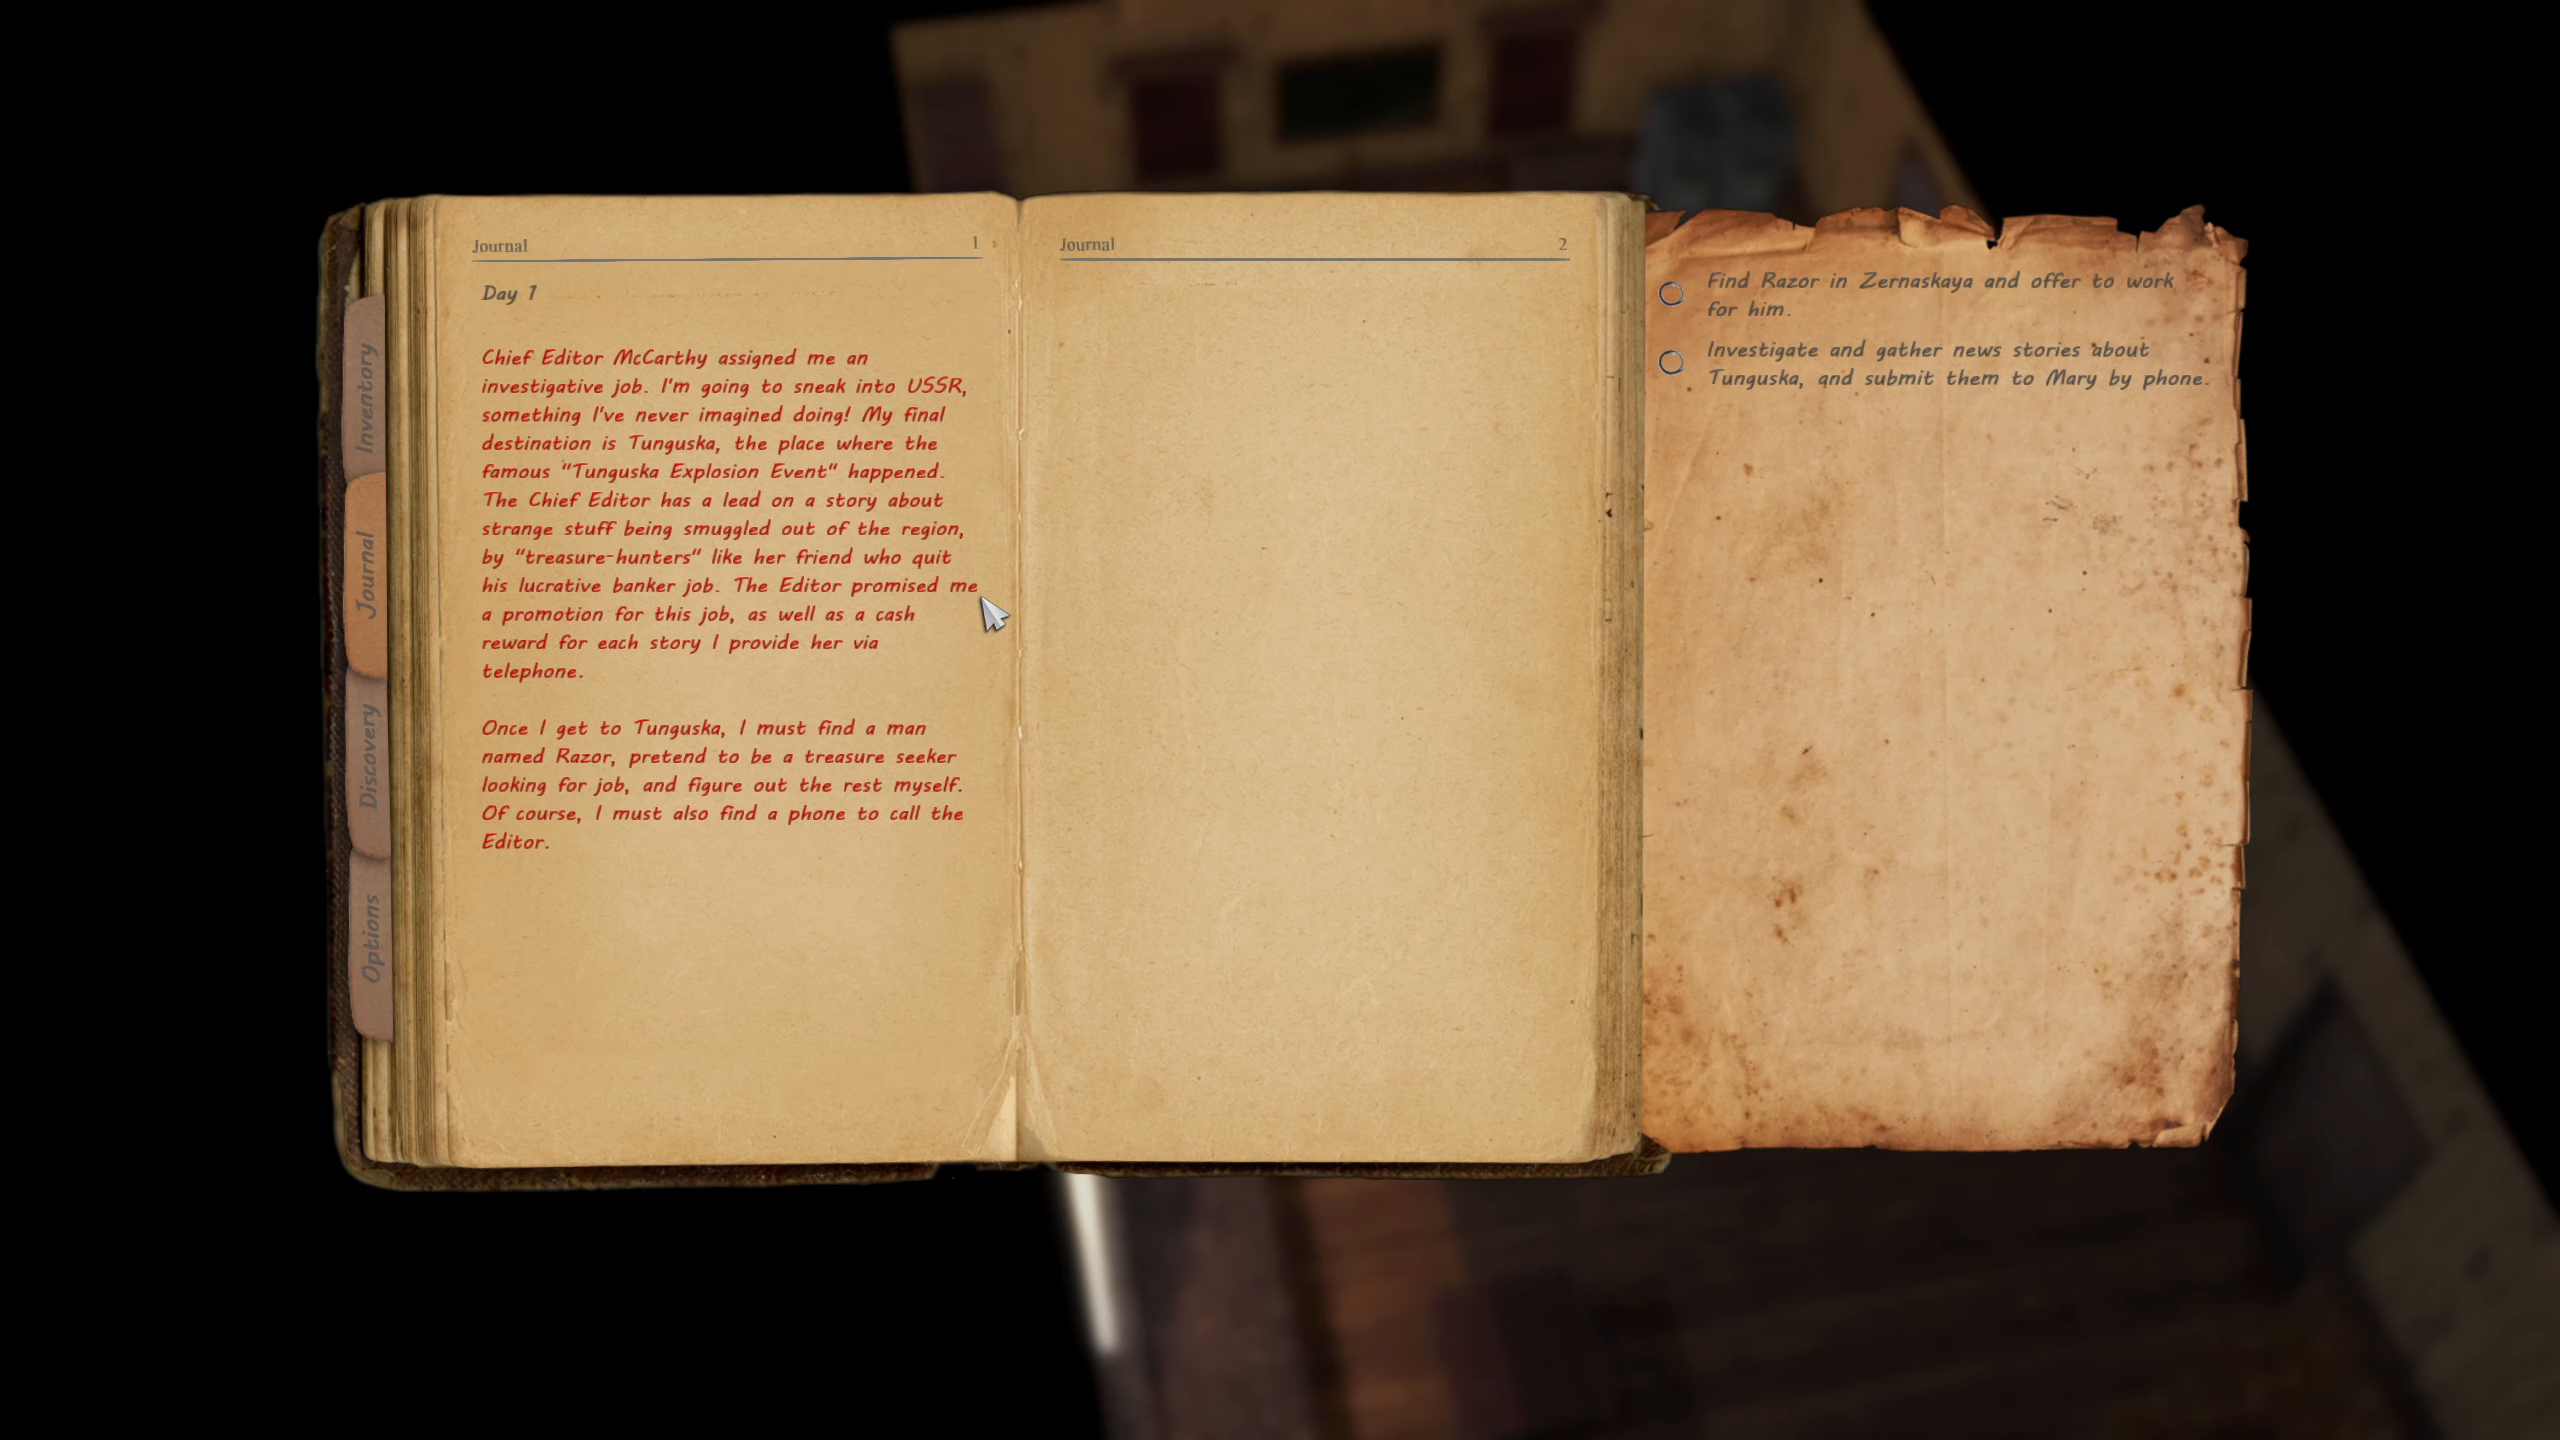 Inventory
Journal
Discovery
Options
Journal 1
Day 1
Chief Editor McCarthy assigned me an
investigative job. I'm going to sneak into USSR,
something I've never imagined doing! My final
destination is Tunguska, the place where the
famous "Tunguska Explosion Event" happened.
The Chief Editor has a lead on a story about
strange stuff being smuggled out of the region,
by "treasure-hunters" like her friend who quit
his lucrative banker job. The Editor promised me
a promotion for this job, as well as a cash
reward for each story I provide her via
telephone.
Once I get to Tunguska, I must find a man
named Razor, pretend to be a treasure seeker
looking for job, and figure out the rest myself.
Of course, I must also find a phone to call the
Editor.
Journal 2
Find Razor in Zernaskaya and offer to work
for him.
Investigate and gather news stories about
Tunguska, and submit them to Mary by phone.